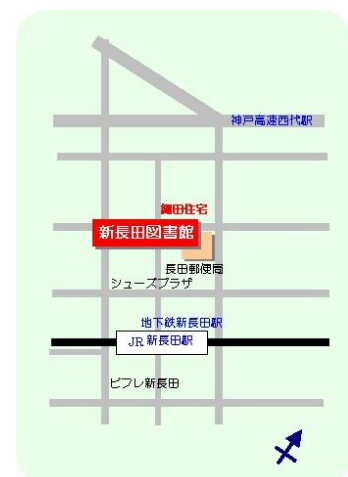 神戸高速西代駅
細田住宅
新長田図書館
長田郵便局
シューズプラザ
地下鉄新長田駅
JR 新長田駅
ピフレ新長田